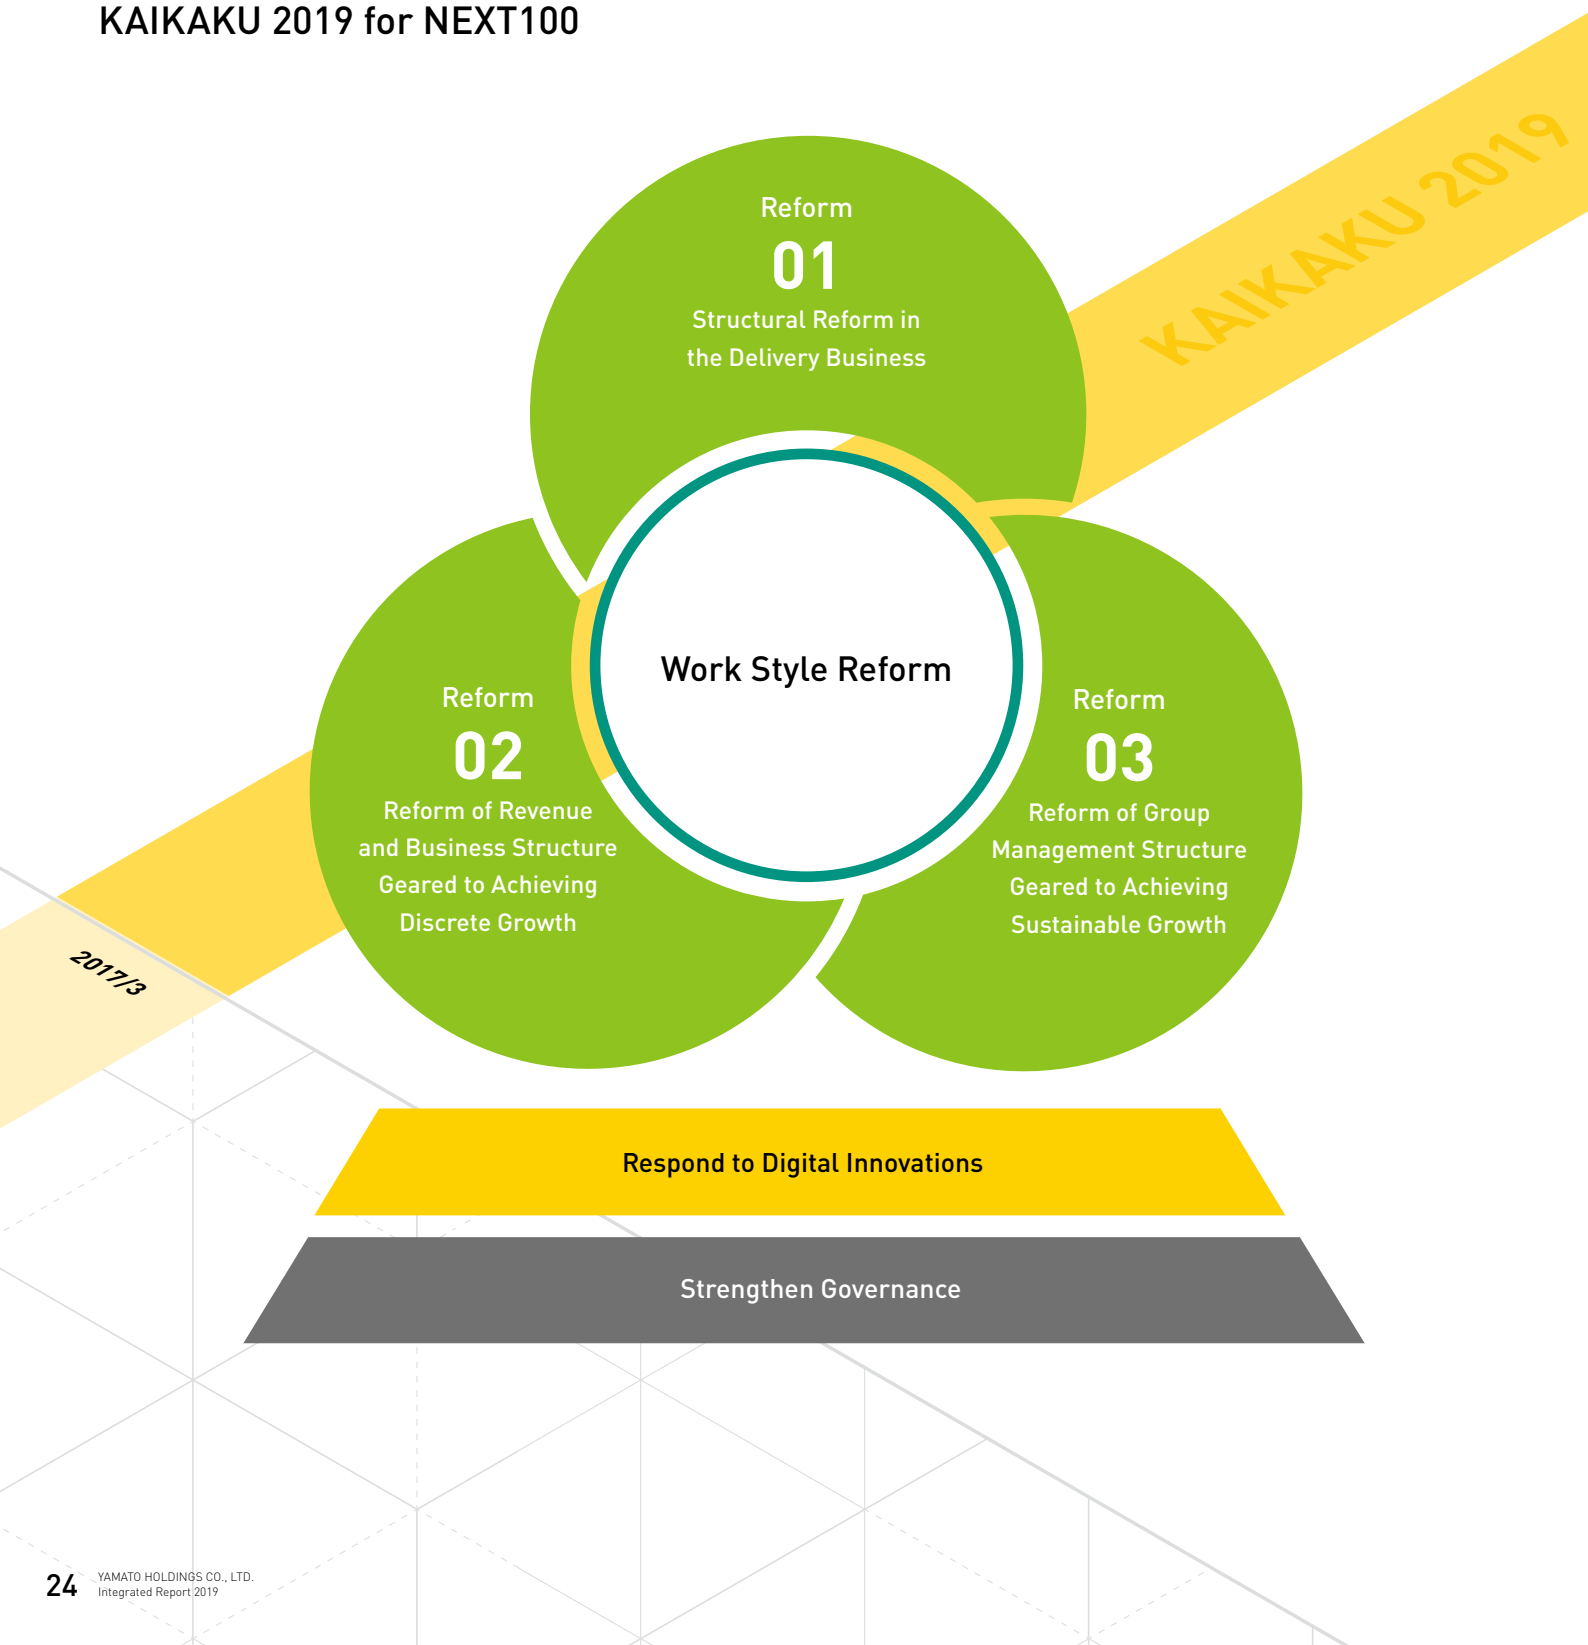 KAIKAKU 2019 for NEXT100
KAIKAKU 2019
Reform
01
Structural Reform in
the Delivery Business
Work Style Reform
Reform
02
Reform of Revenue
and Business Structure
Geared to Achieving
Discrete Growth
Reform
03
Reform of Group
Management Structure
Geared to Achieving
Sustainable Growth
2017/3
Respond to Digital Innovations
Strengthen Governance
24
YAMATO HOLDINGS CO., LTD.
Integrated Report 2019